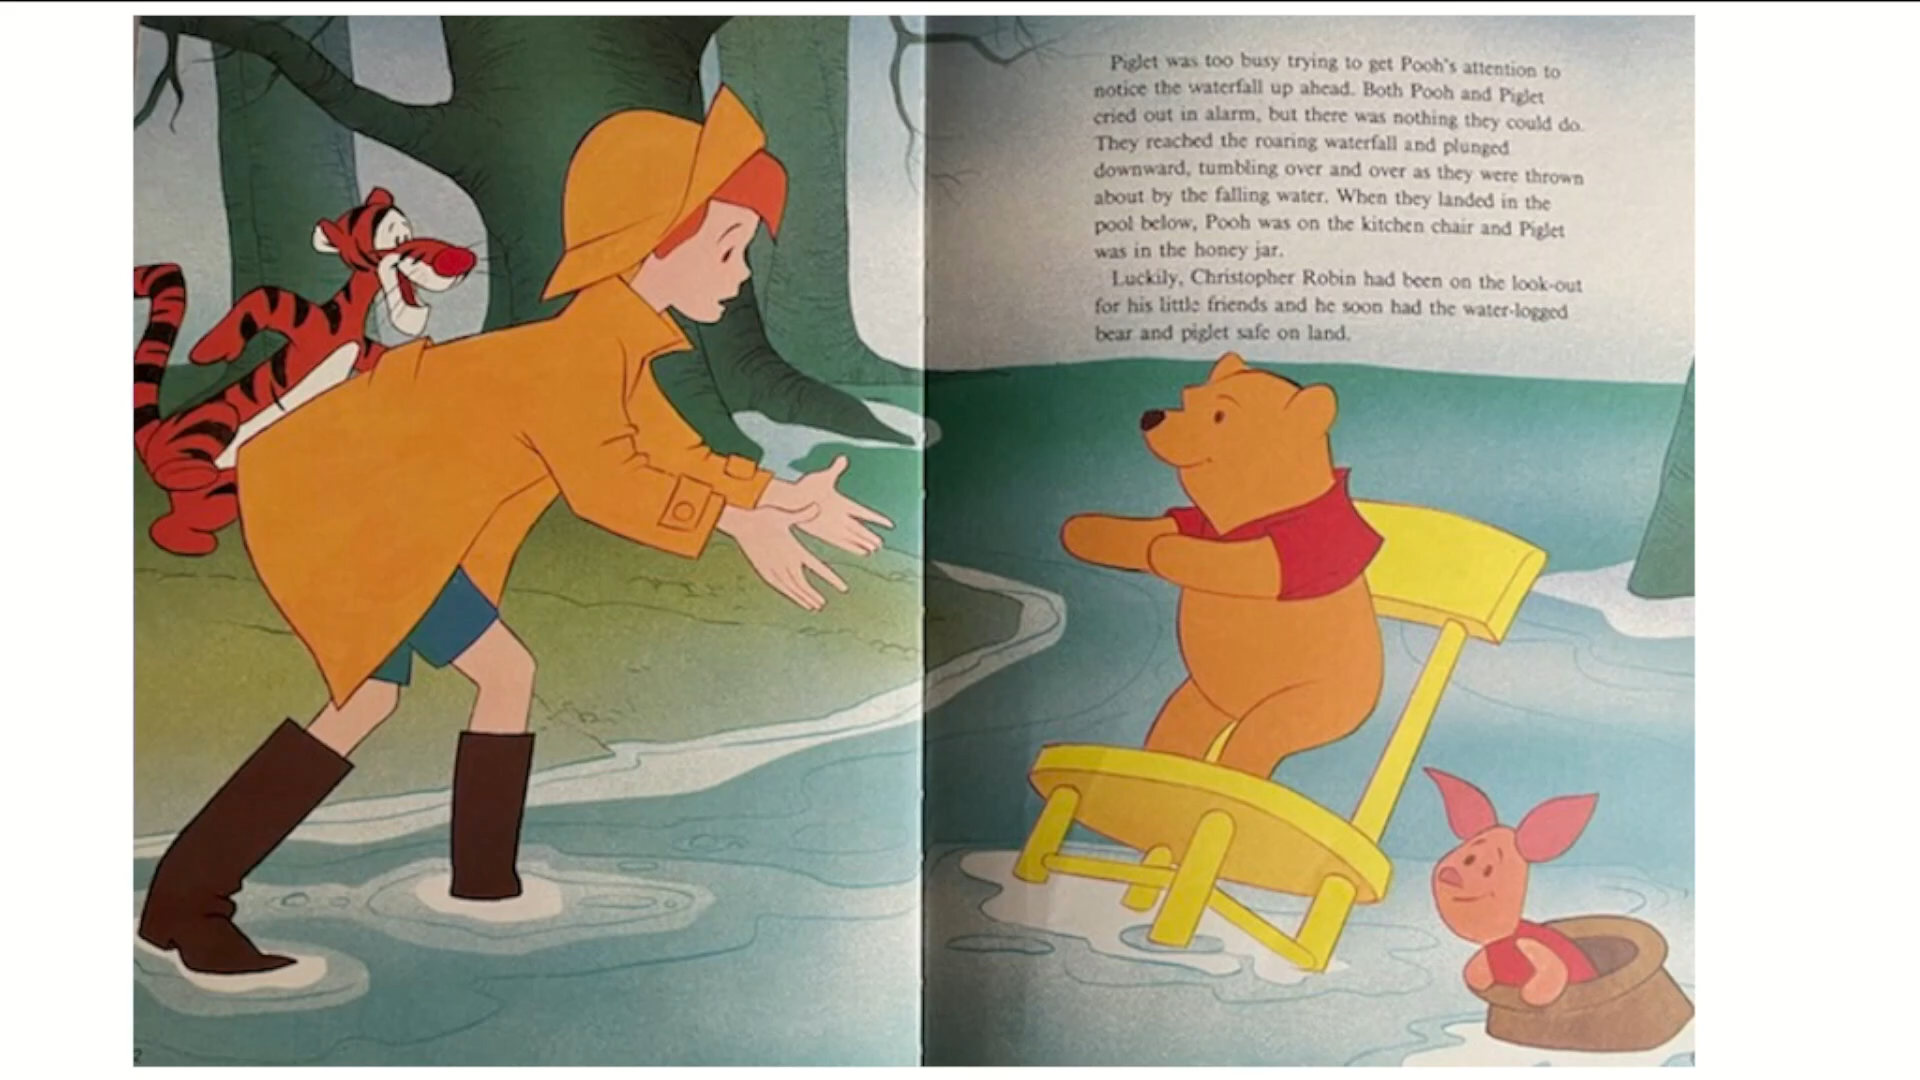 Piglet was too busy trying to get Pooh's attention to
notice the waterfall up ahead. Both Pooh and Piglet
cried out in alarm, but there was nothing they could do.
They reached the roaring waterfall and plunged
downward, tumbling over and over as they were thrown
about by the falling water. When they landed in the
pool below, Pooh was on the kitchen chair and Piglet
was in the honey jar.
Luckily, Christopher Robin had been on the look-out
for his little friends and he soon had the water-logged
bear and piglet safe on land.